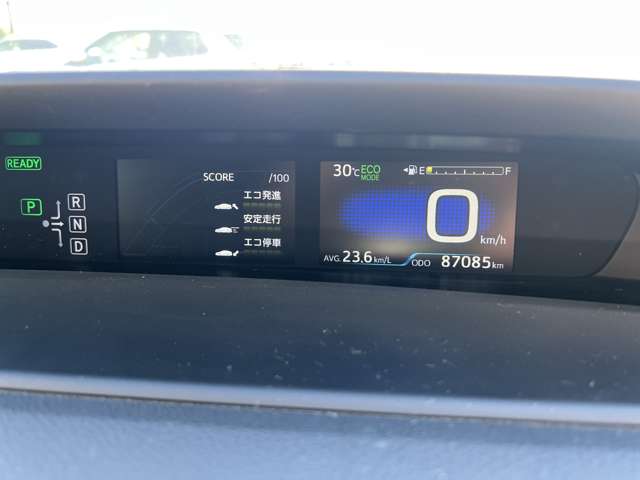 READY
P
R
N
D
SCORE /100
エコ発進
安定走行
エコ停車
30℃ ECO MODE
E F
0 km/h
AVG. 23.6 km/L ODO 87085 km